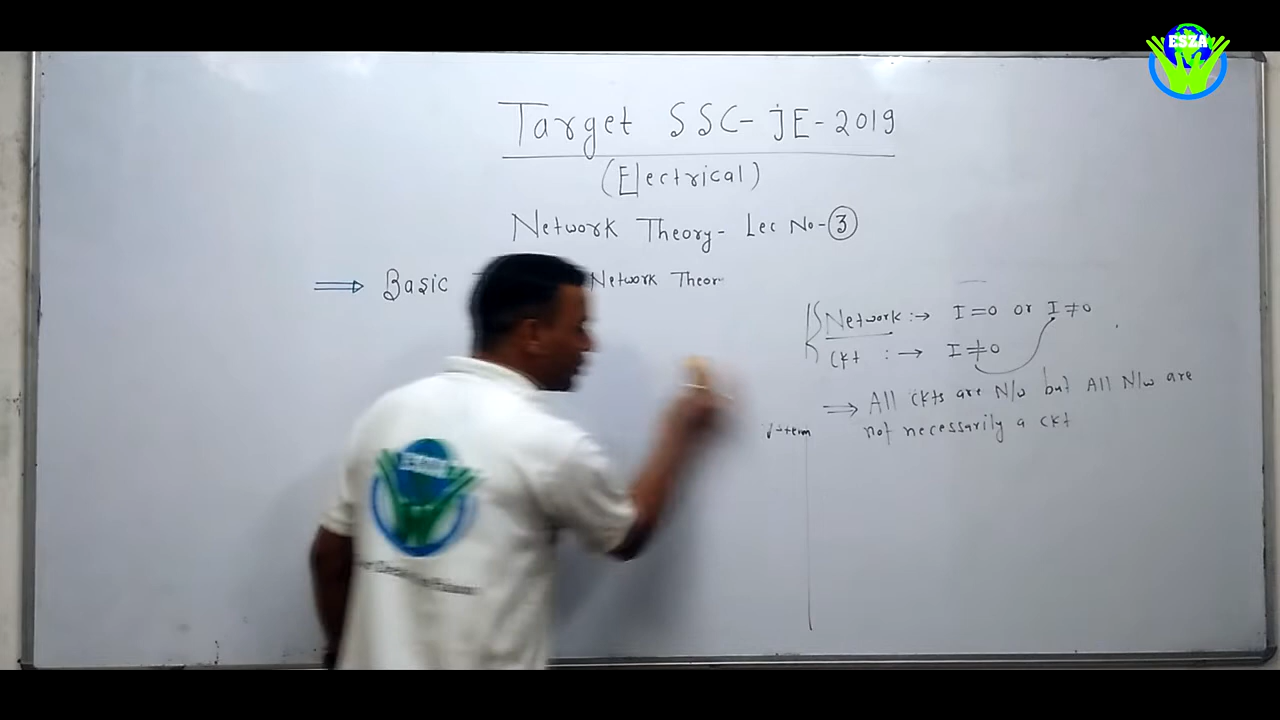 ESZA
Target SSC-JE-2019
(Electrical)
Network Theory- Lec No-3
⇒ Basic Network Theor
Network :→ I=0 or I≠0
Ckt :→ I≠0
⇒ All ckts are N/w but All N/w are
not necessarily a ckt